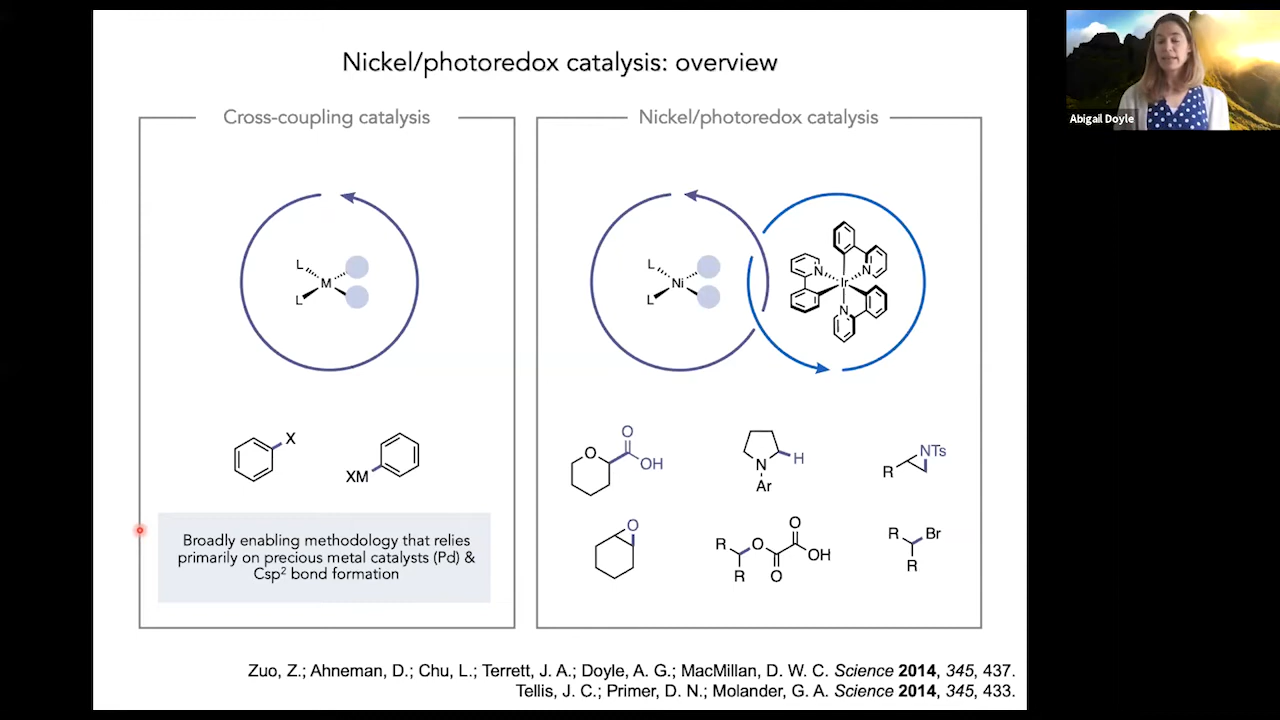 Nickel/photoredox catalysis: overview
Cross-coupling catalysis
L
L
M
X
XM
Broadly enabling methodology that relies
primarily on precious metal catalysts (Pd) &
Csp² bond formation
Nickel/photoredox catalysis
L
L
Ni
N
N
Ir
N
O
O
OH
N
H
Ar
NTs
R
O
R
O
O
OH
R
O
R
Br
R
Zuo, Z.; Ahneman, D.; Chu, L.; Terrett, J. A.; Doyle, A. G.; MacMillan, D. W. C. Science 2014, 345, 437.
Tellis, J. C.; Primer, D. N.; Molander, G. A. Science 2014, 345, 433.
Abigail Doyle